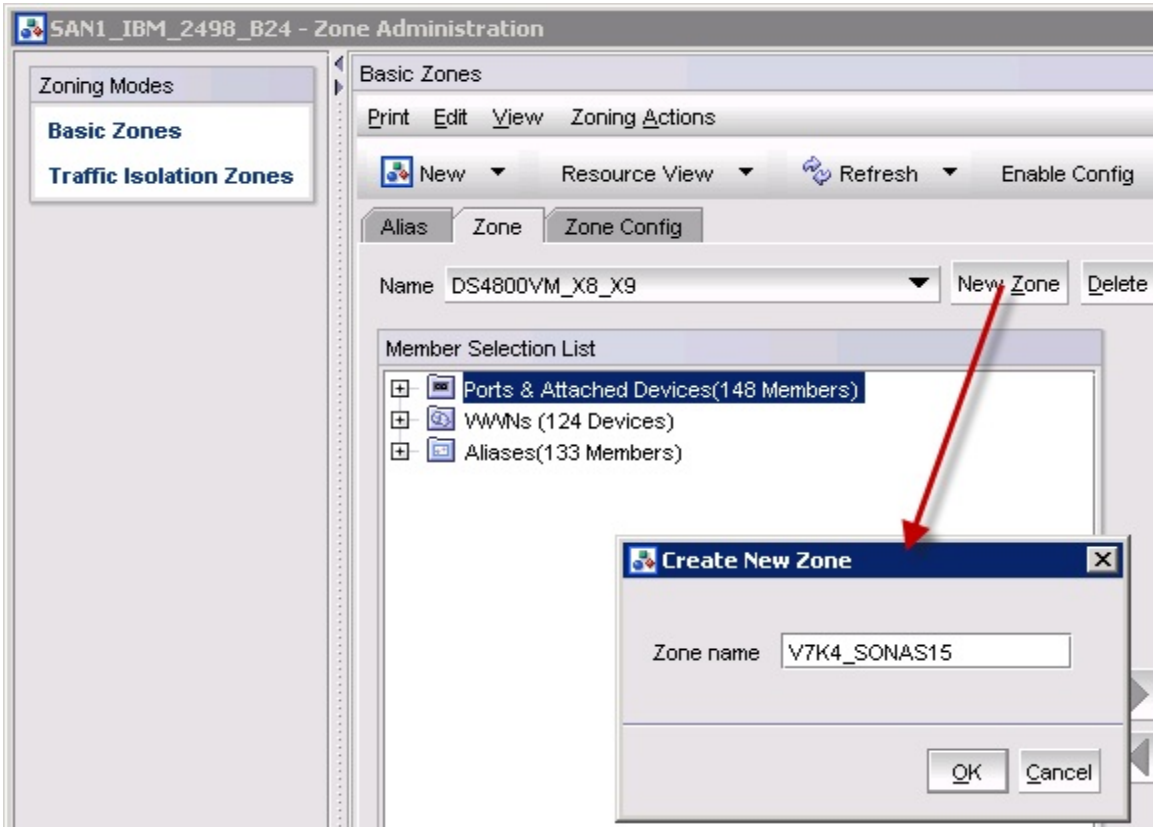 SAN1_IBM_2498_B24 - Zone Administration
Zoning Modes
Basic Zones
Traffic Isolation Zones
Basic Zones
Print Edit View Zoning Actions
New Resource View Refresh Enable Config
Alias Zone Zone Config
Name DS4800VM_X8_X9 New Zone Delete
Member Selection List
Ports & Attached Devices(148 Members)
WWNs (124 Devices)
Aliases(133 Members)
Create New Zone
Zone name V7K4_SONAS15
OK Cancel